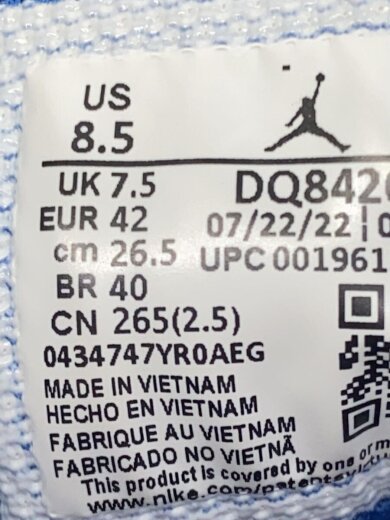 US
8.5
UK 7.5
DQ842
EUR 42
07/22/22 | 0
cm 26.5
UPC 001961
BR 40
CN 265(2.5)
0434747YR0AEG
MADE IN VIETNAM
HECHO EN VIETNAM
FABRIQUE AU VIETNAM
FABRICADO NO VIETNÃ
This product is covered by one or m
www.nike.com/patents